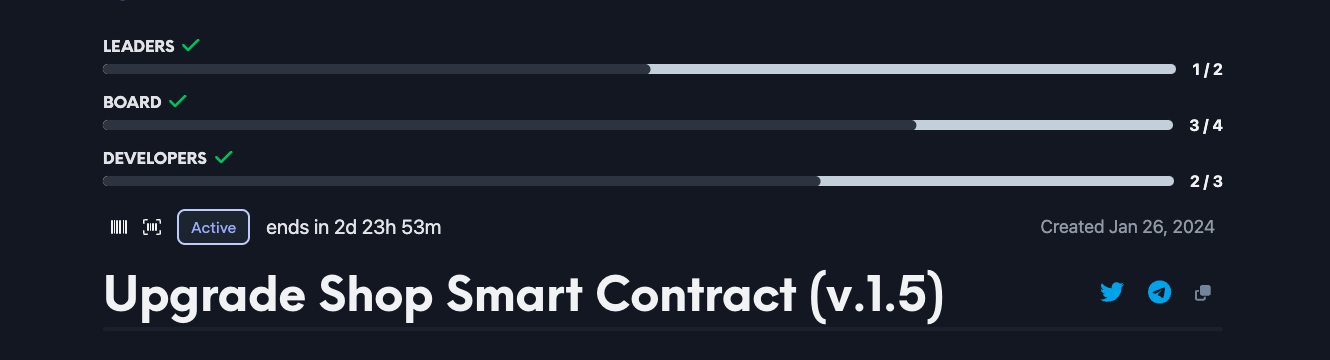 LEADERS
1 / 2
BOARD
3 / 4
DEVELOPERS
2 / 3
Active ends in 2d 23h 53m Created Jan 26, 2024
Upgrade Shop Smart Contract (v.1.5)